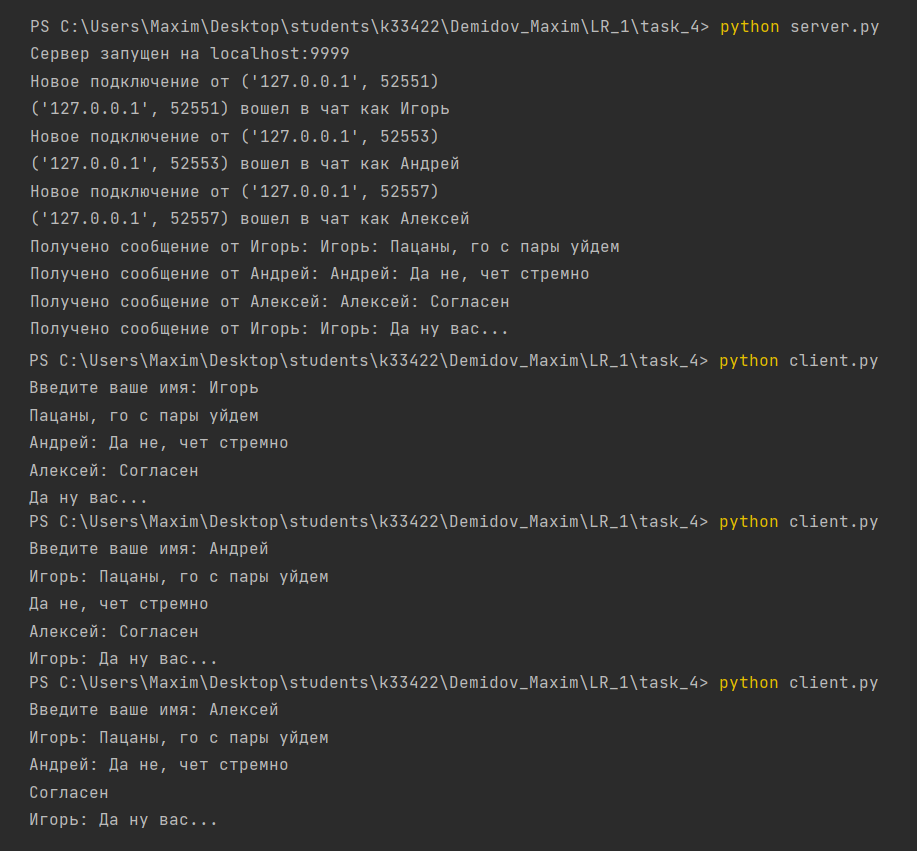 PS C:\Users\Maxim\Desktop\students\k33422\Demidov_Maxim\LR_1\task_4> python server.py
Сервер запущен на localhost:9999
Новое подключение от ('127.0.0.1', 52551)
('127.0.0.1', 52551) вошел в чат как Игорь
Новое подключение от ('127.0.0.1', 52553)
('127.0.0.1', 52553) вошел в чат как Андрей
Новое подключение от ('127.0.0.1', 52557)
('127.0.0.1', 52557) вошел в чат как Алексей
Получено сообщение от Игорь: Игорь: Пацаны, го с пары уйдем
Получено сообщение от Андрей: Андрей: Да не, чет стремно
Получено сообщение от Алексей: Алексей: Согласен
Получено сообщение от Игорь: Игорь: Да ну вас...
PS C:\Users\Maxim\Desktop\students\k33422\Demidov_Maxim\LR_1\task_4> python client.py
Введите ваше имя: Игорь
Пацаны, го с пары уйдем
Андрей: Да не, чет стремно
Алексей: Согласен
Да ну вас...
PS C:\Users\Maxim\Desktop\students\k33422\Demidov_Maxim\LR_1\task_4> python client.py
Введите ваше имя: Андрей
Игорь: Пацаны, го с пары уйдем
Да не, чет стремно
Алексей: Согласен
Игорь: Да ну вас...
PS C:\Users\Maxim\Desktop\students\k33422\Demidov_Maxim\LR_1\task_4> python client.py
Введите ваше имя: Алексей
Игорь: Пацаны, го с пары уйдем
Андрей: Да не, чет стремно
Согласен
Игорь: Да ну вас...